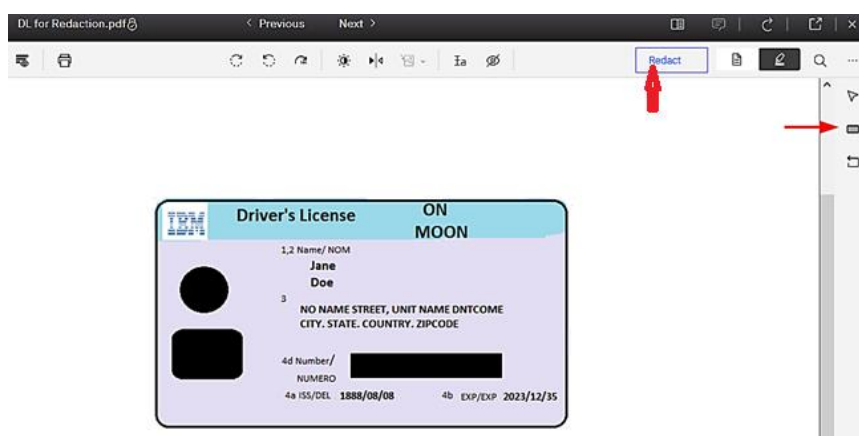 DL for Redaction.pdf
< Previous Next >
Redact
IBM
Driver's License
ON
MOON
1,2 Name/ NOM
Jane
Doe
3
NO NAME STREET, UNIT NAME DNTCOME
CITY. STATE. COUNTRY. ZIPCODE
4d Number/
NUMERO
4a ISS/DEL 1888/08/08 4b EXP/EXP 2023/12/35